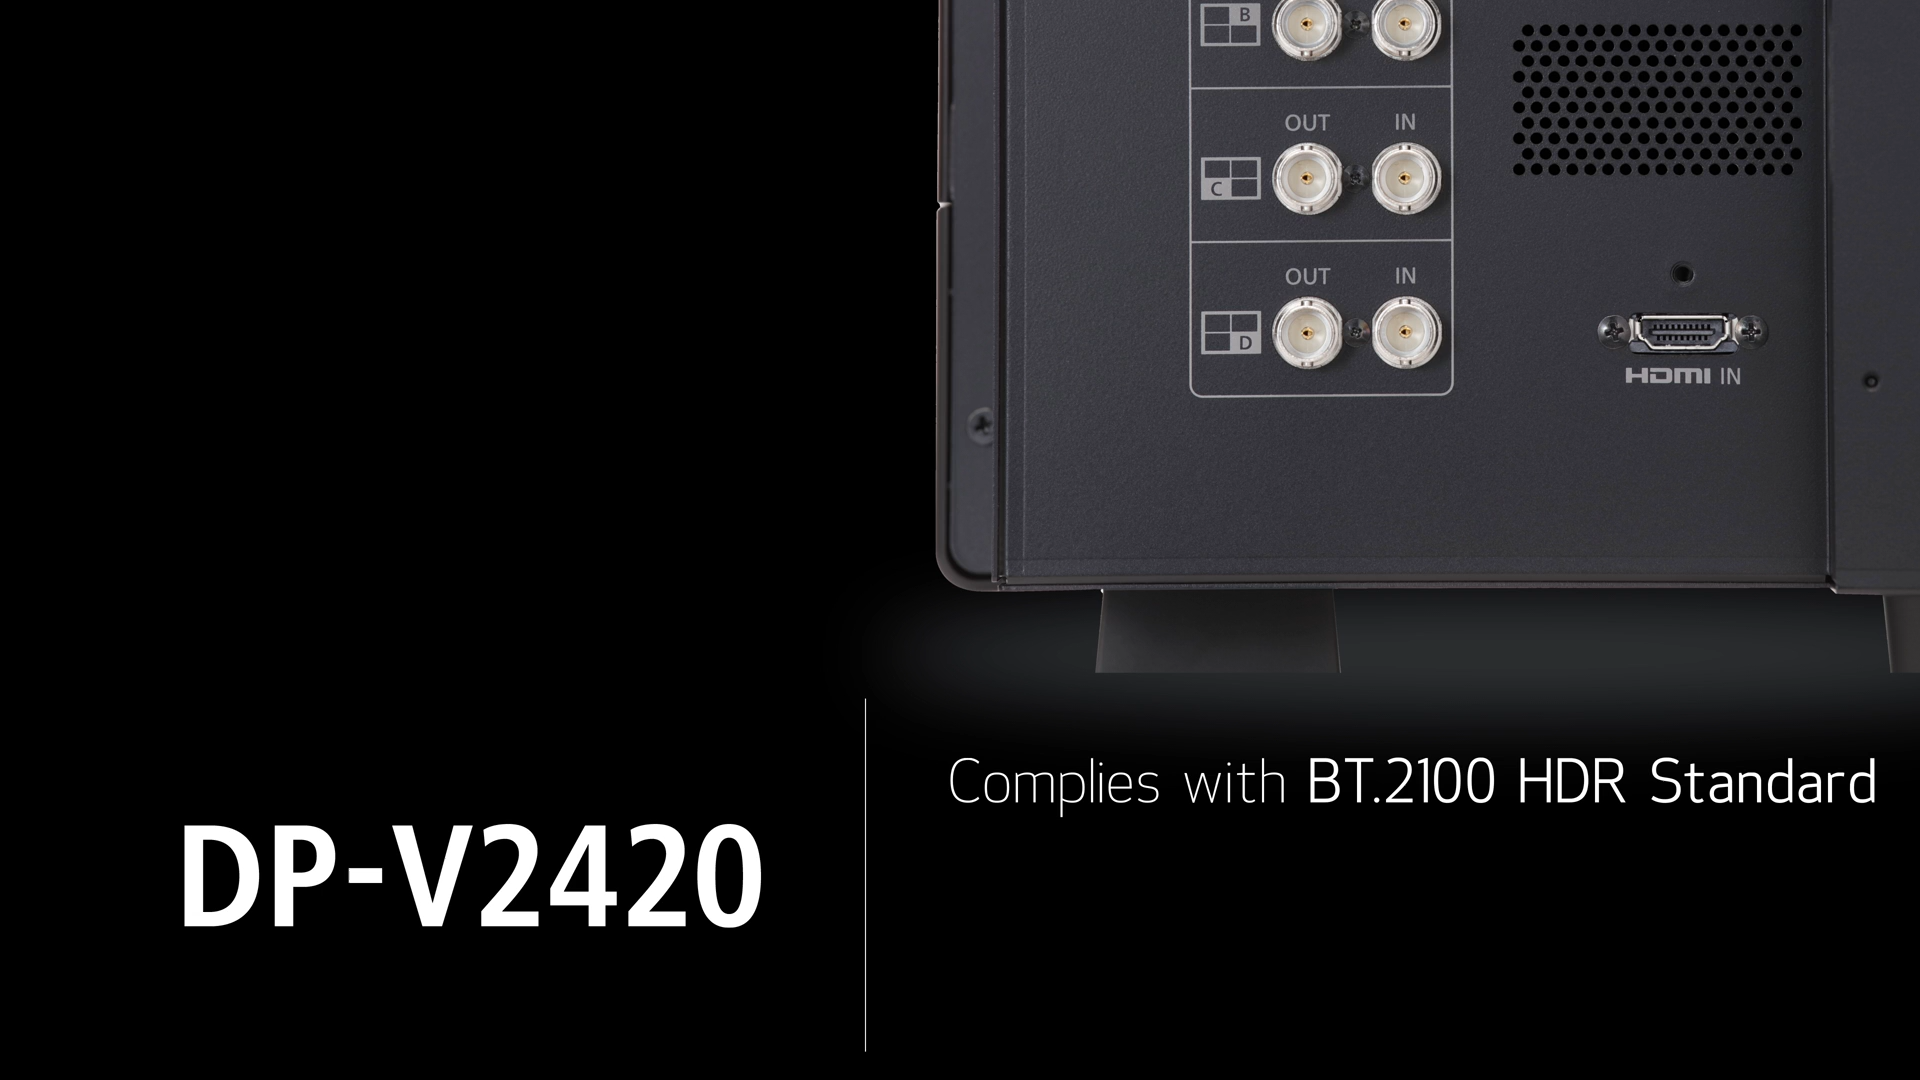 B
OUT IN
C
OUT IN
D
HDMI IN
Complies with BT.2100 HDR Standard
DP-V2420